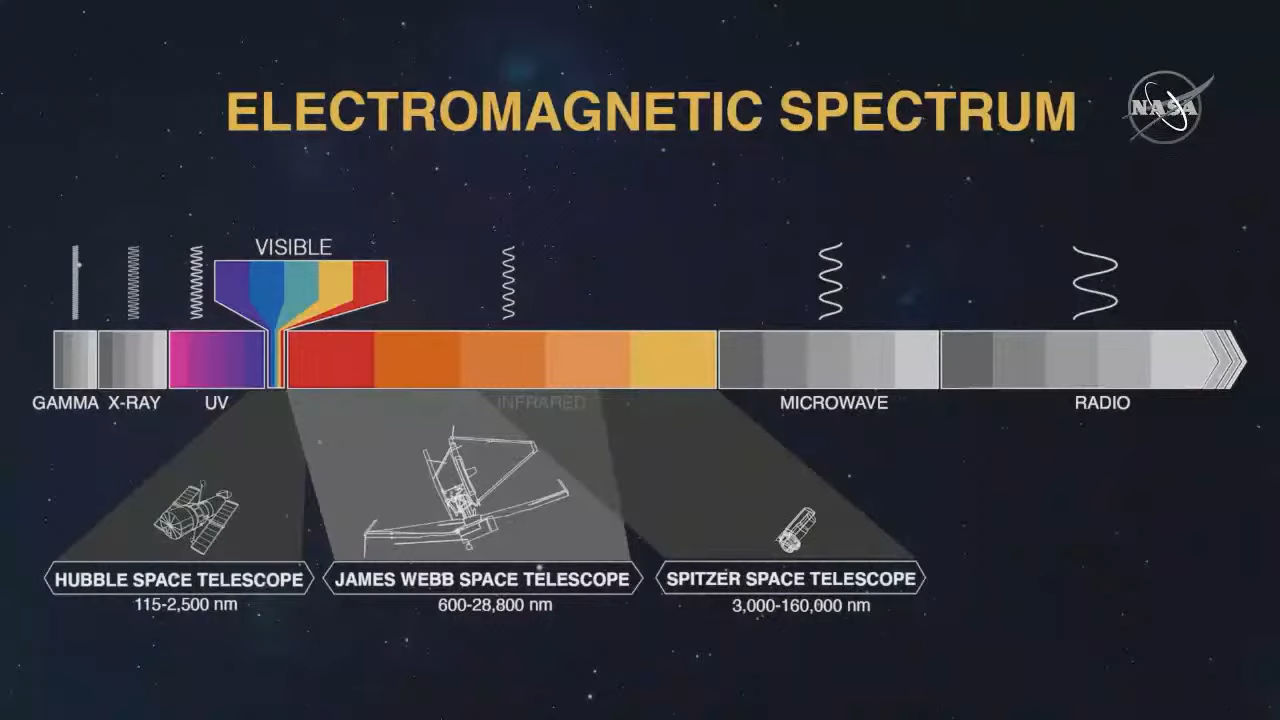 ELECTROMAGNETIC SPECTRUM
NASA
VISIBLE
GAMMA X-RAY UV INFRARED MICROWAVE RADIO
HUBBLE SPACE TELESCOPE JAMES WEBB SPACE TELESCOPE SPITZER SPACE TELESCOPE
115-2,500 nm 600-28,800 nm 3,000-160,000 nm